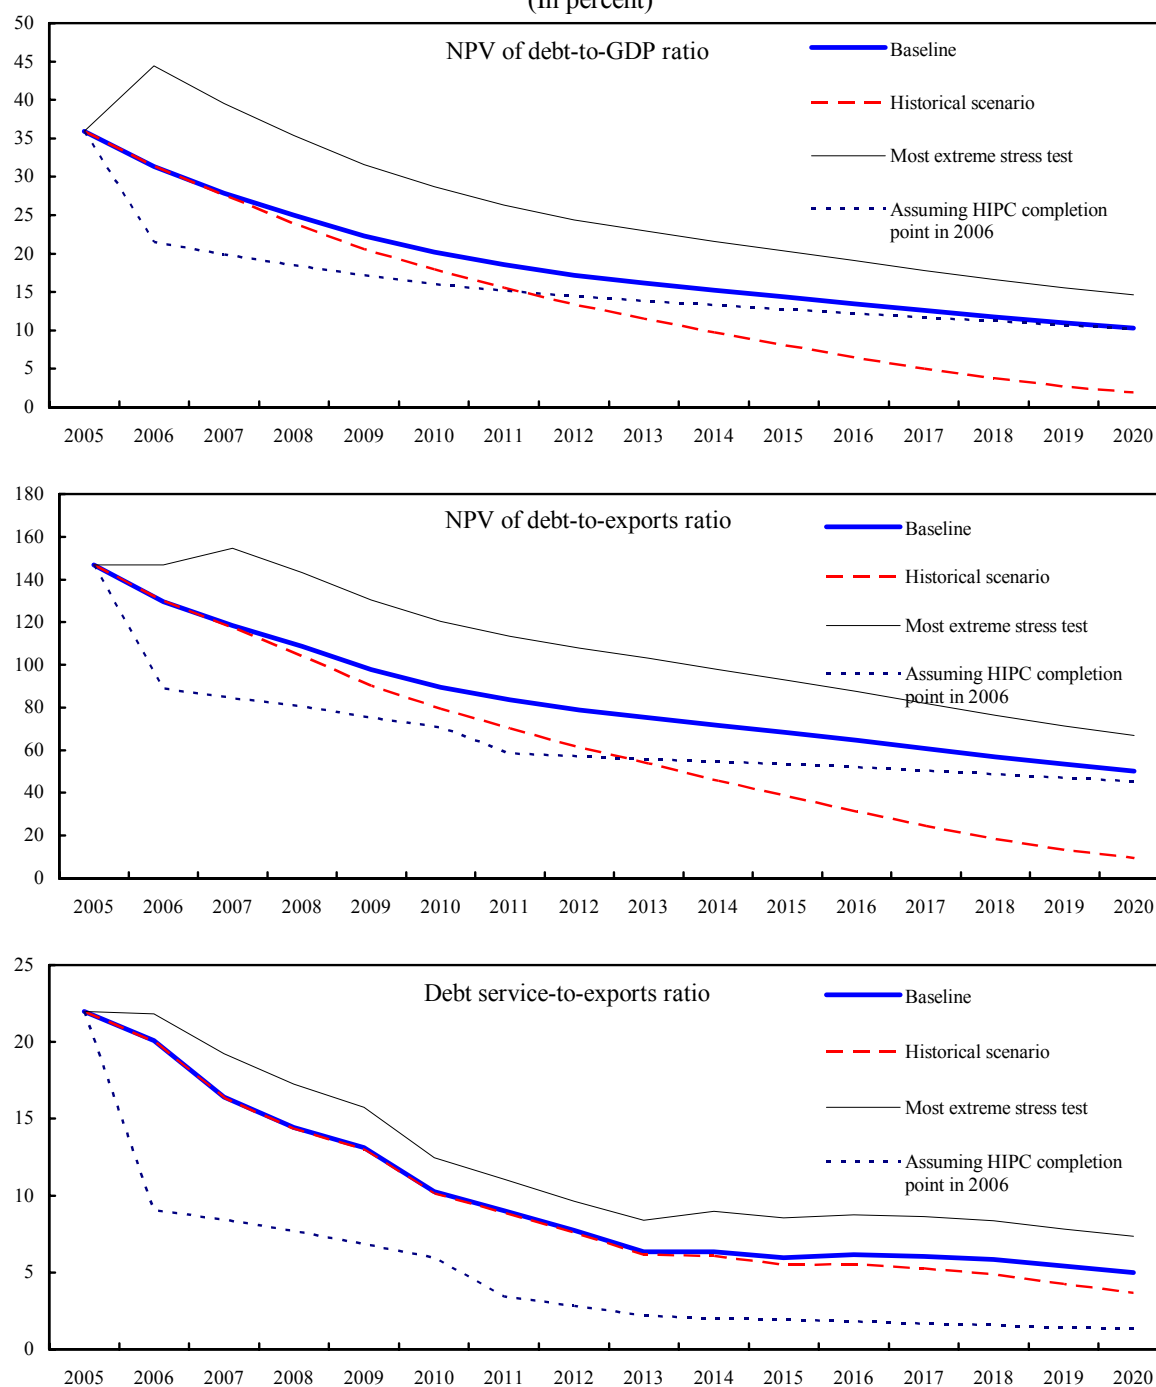 (In percent)
50
45
40
35
30
25
20
15
10
5
0
NPV of debt-to-GDP ratio
Baseline
Historical scenario
Most extreme stress test
Assuming HIPC completion
point in 2006
2005 2006 2007 2008 2009 2010 2011 2012 2013 2014 2015 2016 2017 2018 2019 2020
180
160
140
120
100
80
60
40
20
0
NPV of debt-to-exports ratio
Baseline
Historical scenario
Most extreme stress test
Assuming HIPC completion
point in 2006
2005 2006 2007 2008 2009 2010 2011 2012 2013 2014 2015 2016 2017 2018 2019 2020
25
20
15
10
5
0
Debt service-to-exports ratio
Baseline
Historical scenario
Most extreme stress test
Assuming HIPC completion
point in 2006
2005 2006 2007 2008 2009 2010 2011 2012 2013 2014 2015 2016 2017 2018 2019 2020